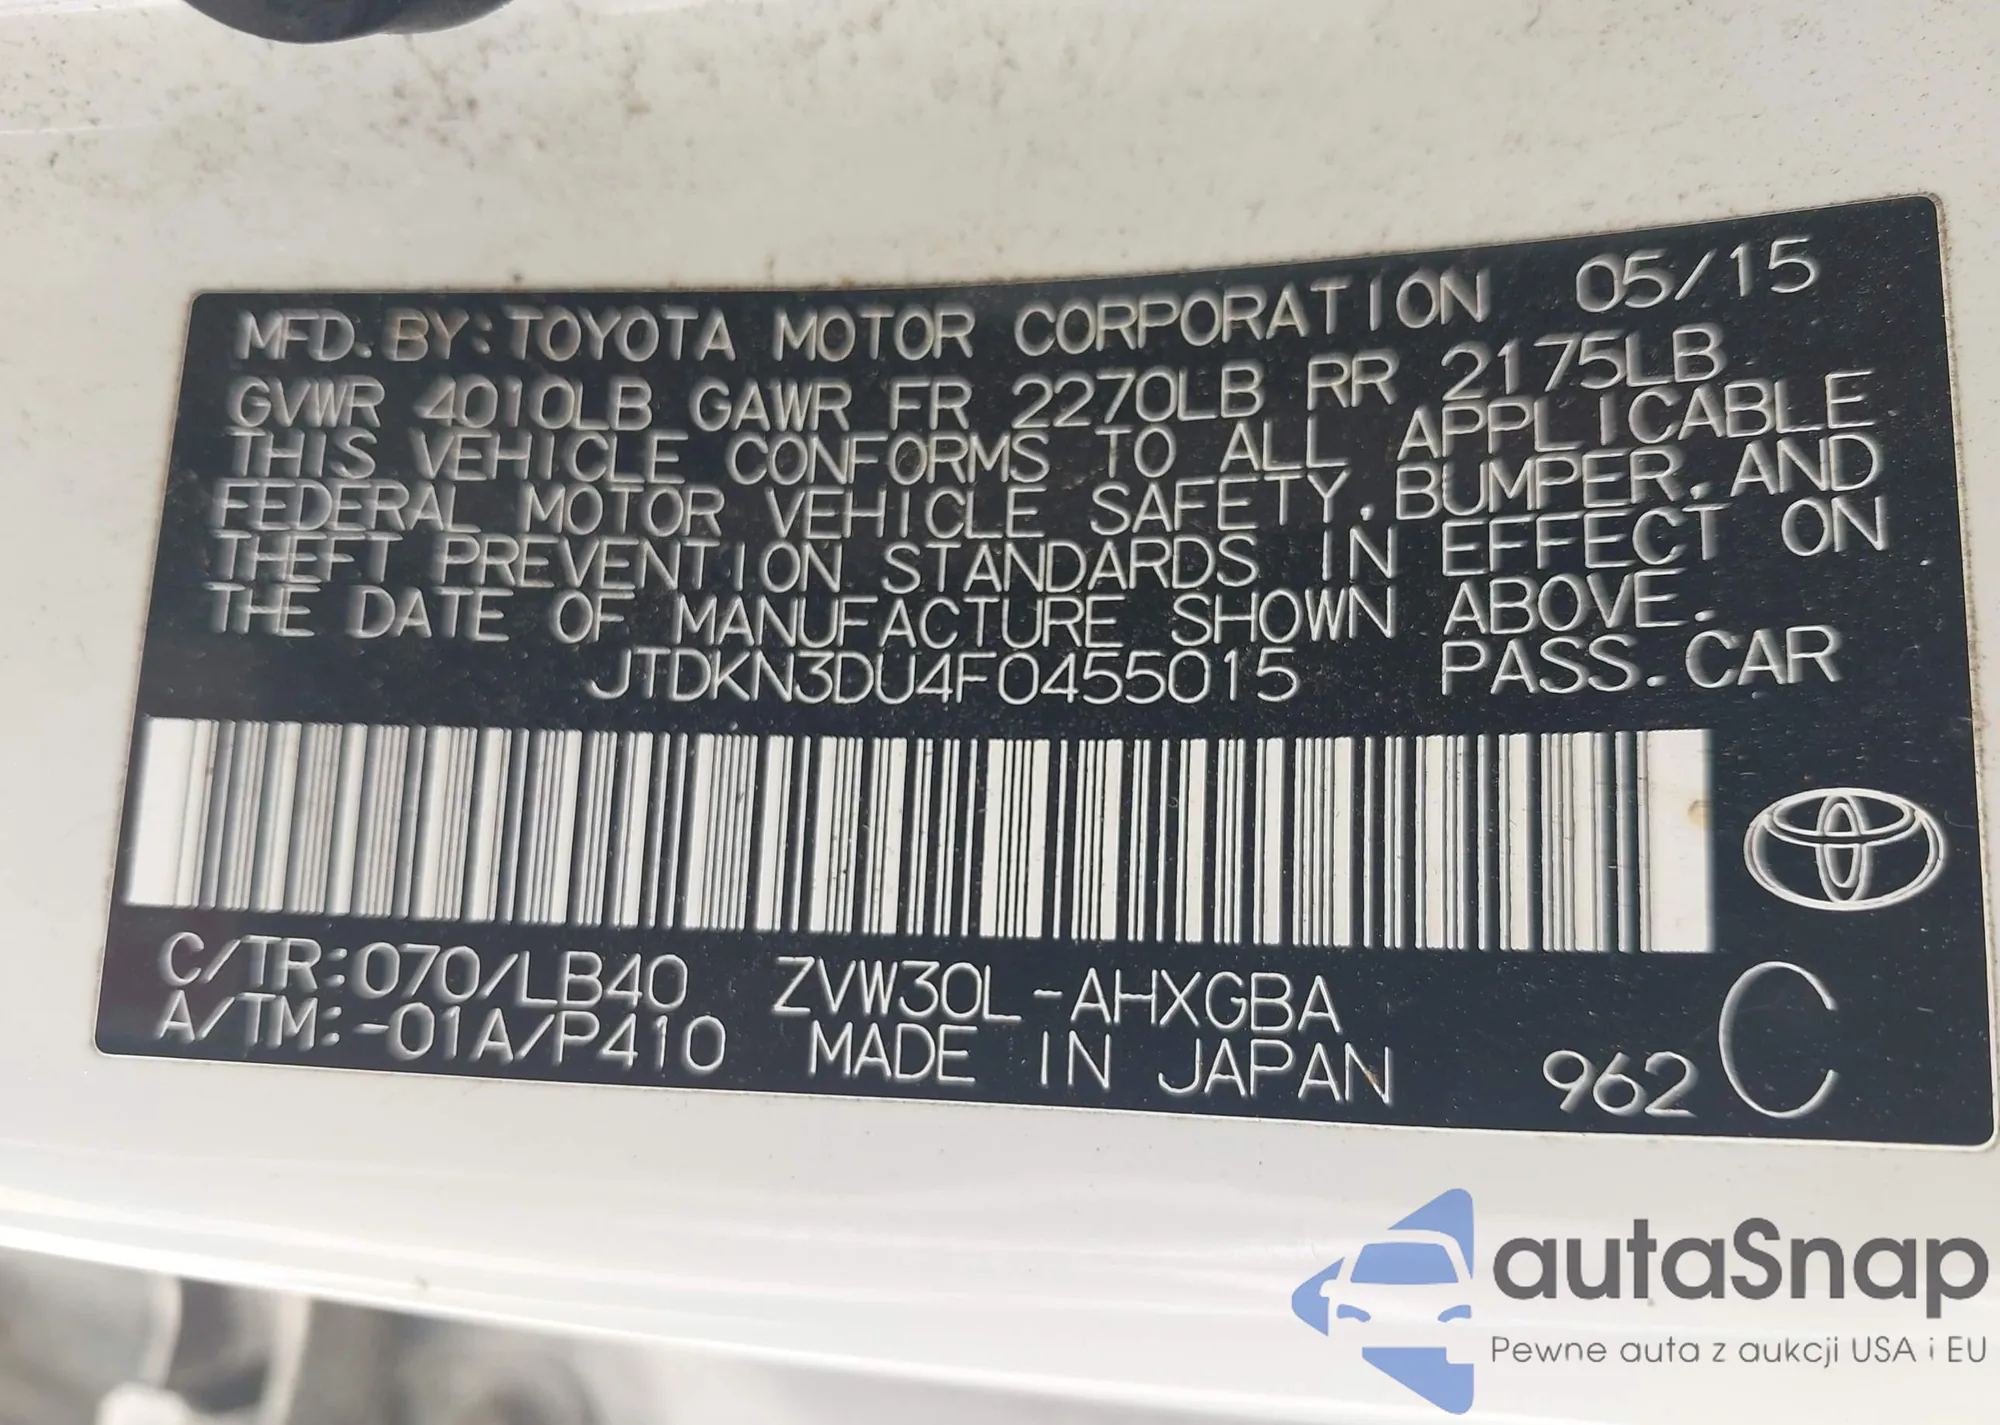 MFD. BY: TOYOTA MOTOR CORPORATION 05/15
GVWR 4010LB GAWR FR 2270LB RR 2175LB
THIS VEHICLE CONFORMS TO ALL APPLICABLE
FEDERAL MOTOR VEHICLE SAFETY, BUMPER, AND
THEFT PREVENTION STANDARDS IN EFFECT ON
THE DATE OF MANUFACTURE SHOWN ABOVE.
JTDKN3DU4F0455015 PASS. CAR
C/TR:070/LB40 ZVW30L-AHXGBA
A/TM:-01A/P410 MADE IN JAPAN 962 C
autaSnap
Pewne auta z aukcji USA i EU